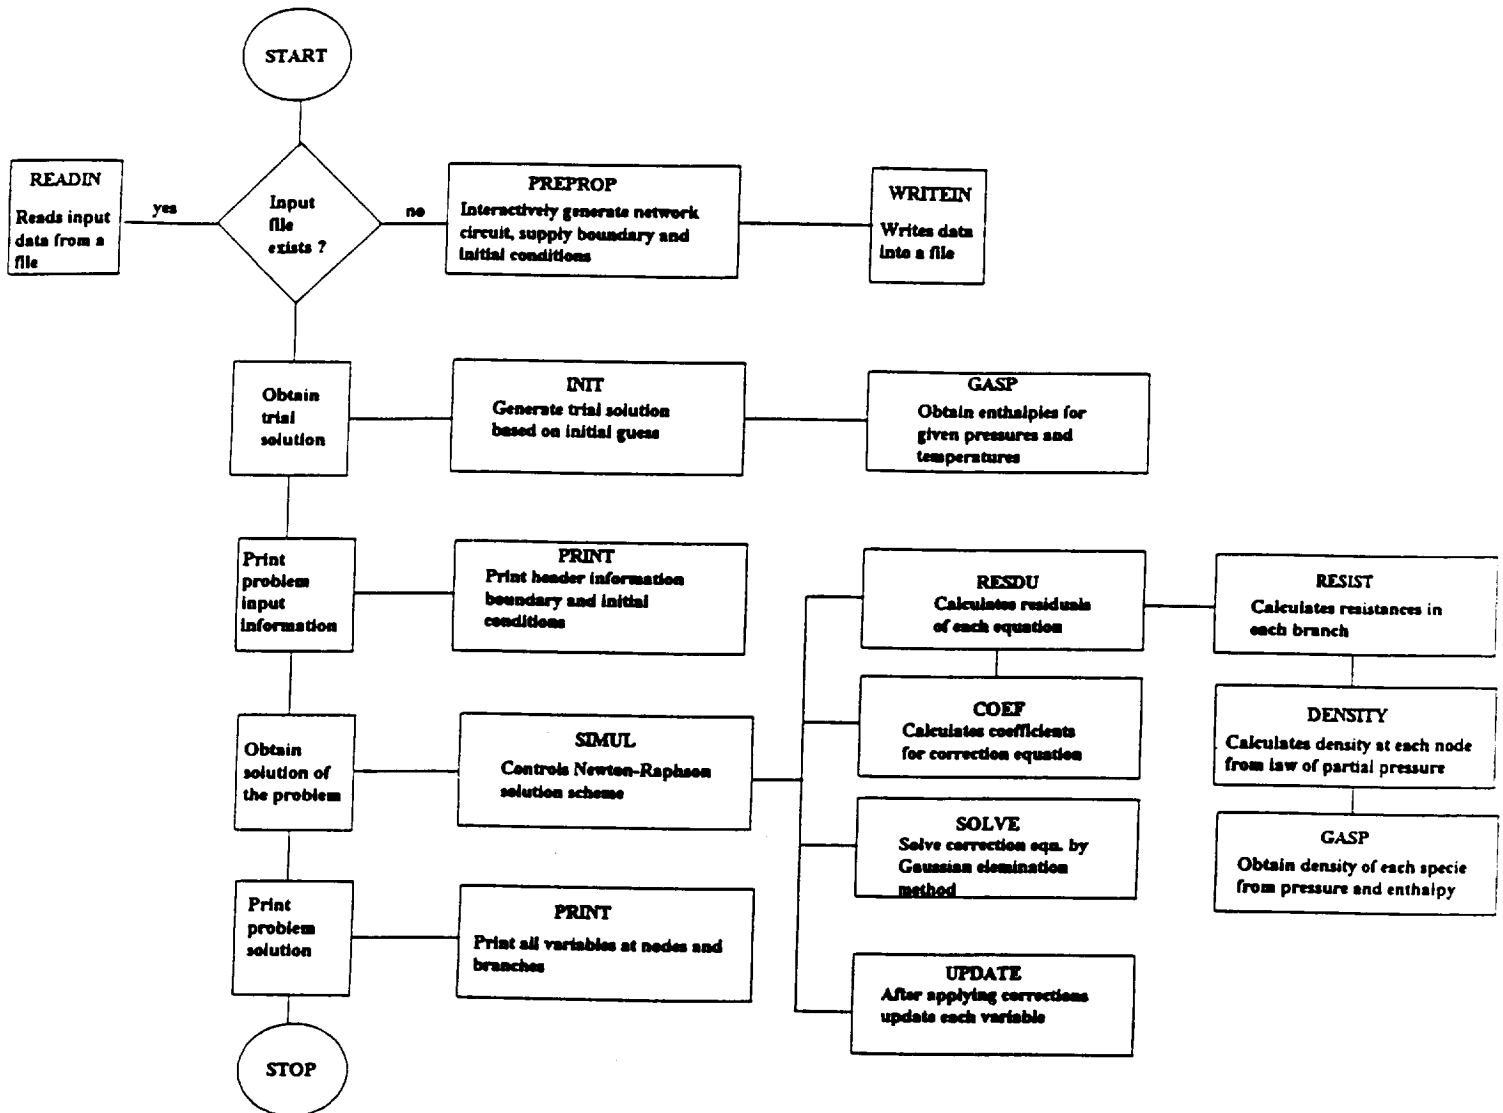 START
READIN
Reads input
data from a
file
yes
Input
file
exists ?
no
PREPROP
Interactively generate network
circuit, supply boundary and
initial conditions
WRITEIN
Writes data
into a file
Obtain
trial
solution
INIT
Generate trial solution
based on initial guess
GASP
Obtain enthalpies for
given pressures and
temperatures
Print
problem
input
information
PRINT
Print header information
boundary and initial
conditions
RESDU
Calculates residuals
of each equation
RESIST
Calculates resistances in
each branch
COEF
Calculates coefficients
for correction equation
DENSITY
Calculates density at each node
from law of partial pressure
Obtain
solution of
the problem
SIMUL
Controls Newton-Raphson
solution scheme
SOLVE
Solve correction eqn. by
Gaussian elemination
method
GASP
Obtain density of each specie
from pressure and enthalpy
Print
problem
solution
PRINT
Print all variables at nodes and
branches
UPDATE
After applying corrections
update each variable
STOP